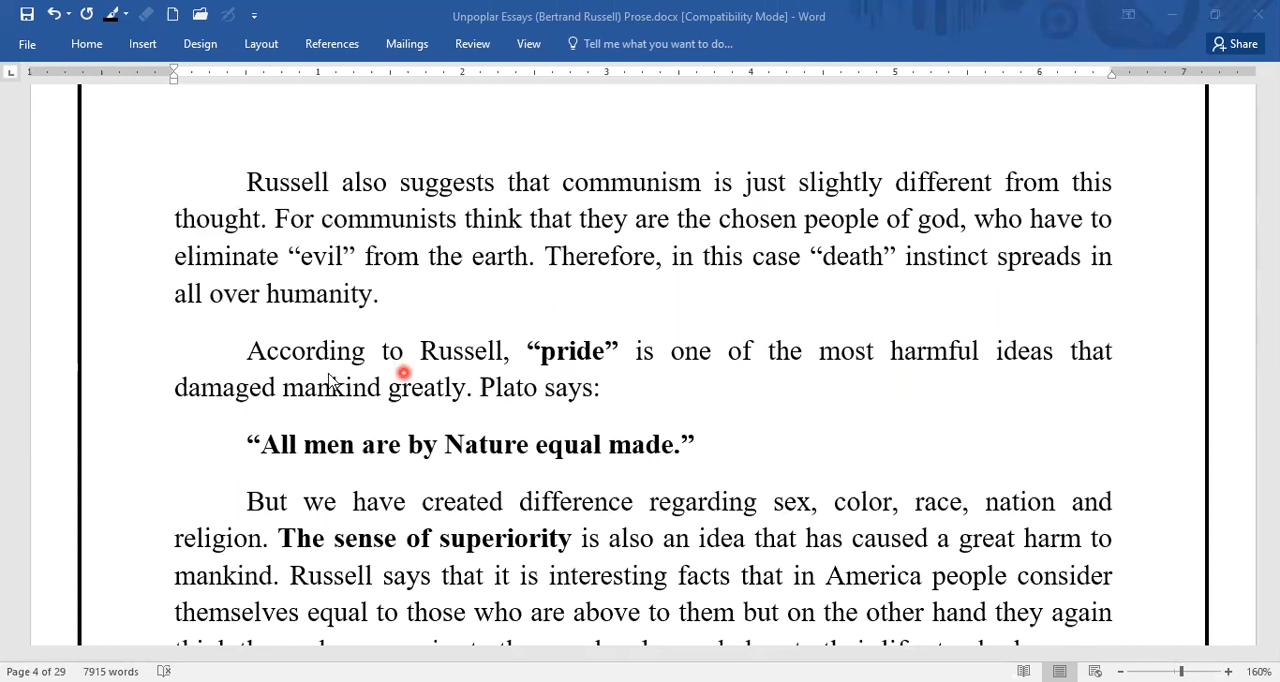 Unpoplar Essays (Bertrand Russell) Prose.docx [Compatibility Mode] - Word
File Home Insert Design Layout References Mailings Review View Tell me what you want to do... Share
1 1 2 3 4 5 6 7
Russell also suggests that communism is just slightly different from this
thought. For communists think that they are the chosen people of god, who have to
eliminate “evil” from the earth. Therefore, in this case “death” instinct spreads in
all over humanity.
According to Russell, “pride” is one of the most harmful ideas that
damaged mankind greatly. Plato says:
“All men are by Nature equal made.”
But we have created difference regarding sex, color, race, nation and
religion. The sense of superiority is also an idea that has caused a great harm to
mankind. Russell says that it is interesting facts that in America people consider
themselves equal to those who are above to them but on the other hand they again
Page 4 of 29 7915 words 160%